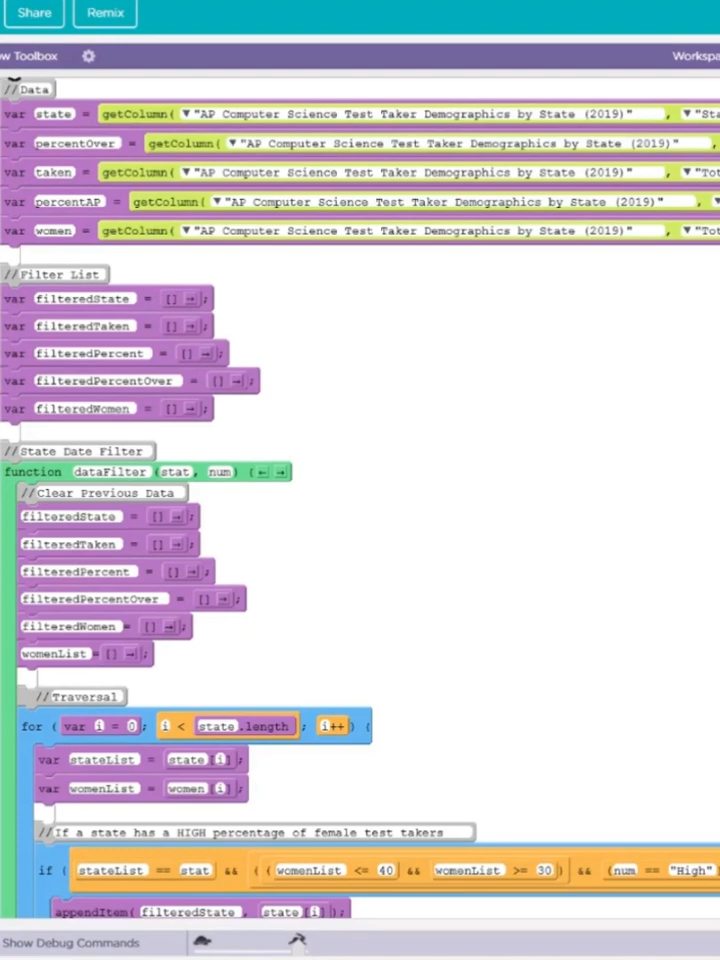 Share Remix
w Toolbox Workspa
//Data
var state = getColumn( ▼"AP Computer Science Test Taker Demographics by State (2019)" , ▼"Sta
var percentOver = getColumn( ▼"AP Computer Science Test Taker Demographics by State (2019)" ,
var taken = getColumn( ▼"AP Computer Science Test Taker Demographics by State (2019)" , ▼"Tot
var percentAP = getColumn( ▼"AP Computer Science Test Taker Demographics by State (2019)" , ▼
var women = getColumn( ▼"AP Computer Science Test Taker Demographics by State (2019)" , ▼"Tot
//Filter List
var filteredState = [] →;
var filteredTaken = [] →;
var filteredPercent = [] →;
var filteredPercentOver = [] →;
var filteredWomen = [] →;
//State Date Filter
function dataFilter (stat, num) { ← →
//Clear Previous Data
filteredState = [] →;
filteredTaken = [] →;
filteredPercent = [] →;
filteredPercentOver = [] →;
filteredWomen = [] →;
womenList = [] →;
//Traversal
for ( var i = 0; i < state.length ; i++ ) {
var stateList = state[i];
var womenList = women[i];
//If a state has a HIGH percentage of female test takers
if ( stateList == stat && ( ( womenList <= 40 && womenList >= 30 ) && (num == "High"
appendItem( filteredState , state[i] );
Show Debug Commands